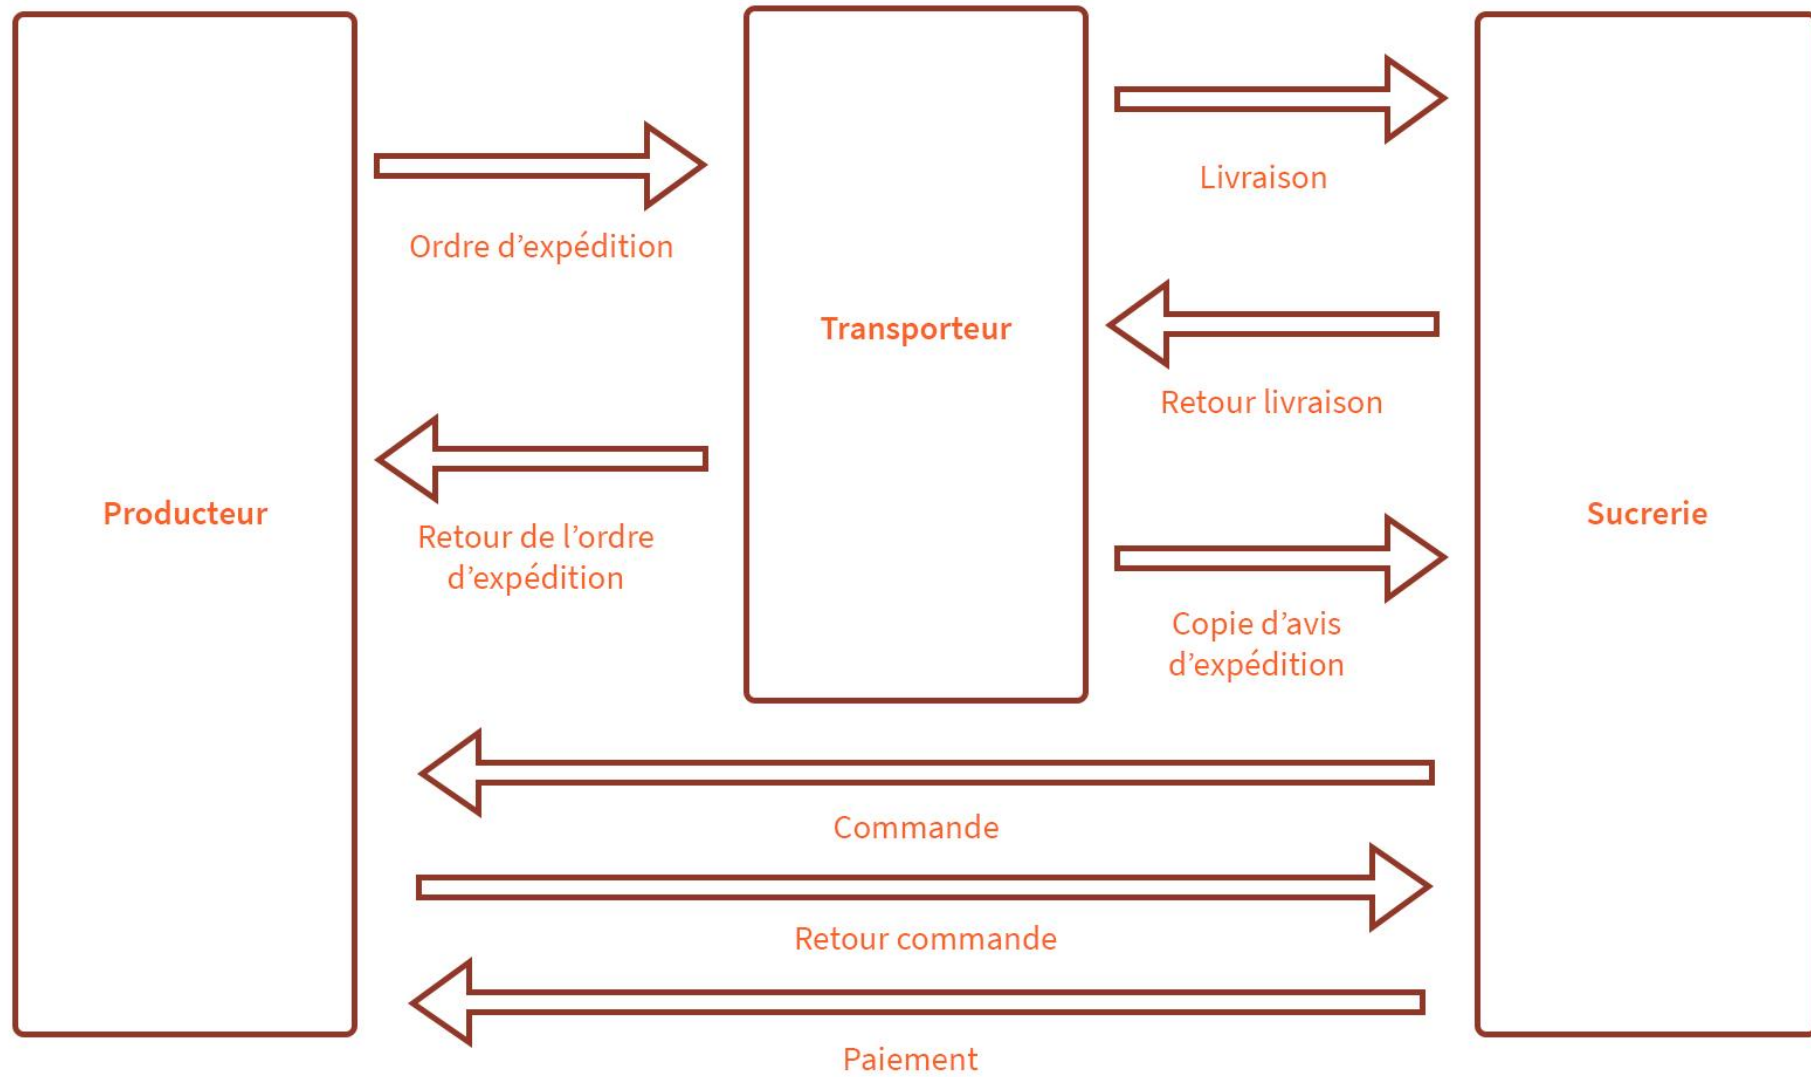 Livraison
Ordre d’expédition
Transporteur
Retour livraison
Producteur
Sucrerie
Retour de l’ordre
d’expédition
Copie d’avis
d’expédition
Commande
Retour commande
Paiement